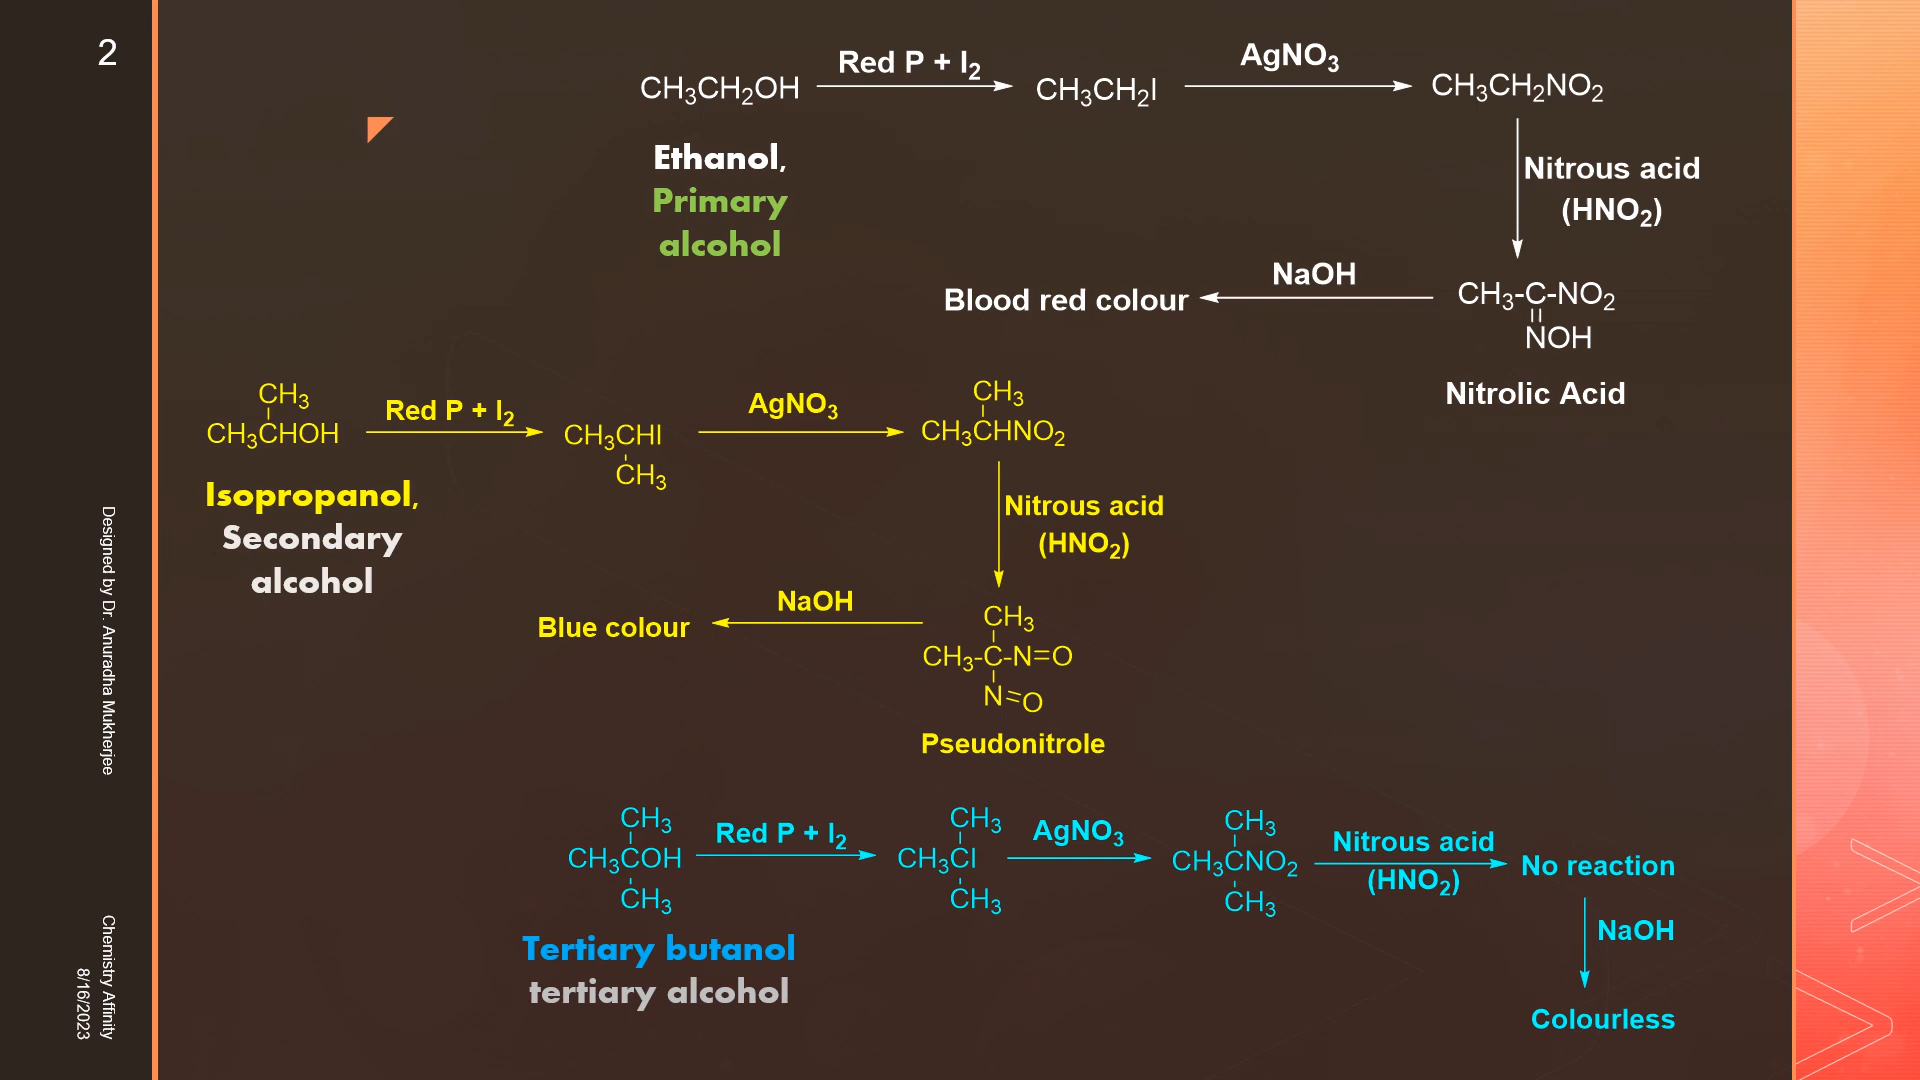 2
CH3CH2OH
Red P + I2
CH3CH2I
AgNO3
CH3CH2NO2
Ethanol,
Primary
alcohol
Nitrous acid
(HNO2)
CH3-C-NO2
NOH
Nitrolic Acid
NaOH
Blood red colour
CH3
CH3CHOH
Red P + I2
CH3CHI
CH3
AgNO3
CH3
CH3CHNO2
Isopropanol,
Secondary
alcohol
Nitrous acid
(HNO2)
CH3
CH3-C-N=O
N=O
Pseudonitrole
NaOH
Blue colour
CH3
CH3COH
CH3
Red P + I2
CH3
CH3CI
CH3
AgNO3
CH3
CH3CNO2
CH3
Nitrous acid
(HNO2)
No reaction
NaOH
Colourless
Tertiary butanol
tertiary alcohol
Designed by Dr. Anuradha Mukherjee
Chemistry Affinity
8/16/2023